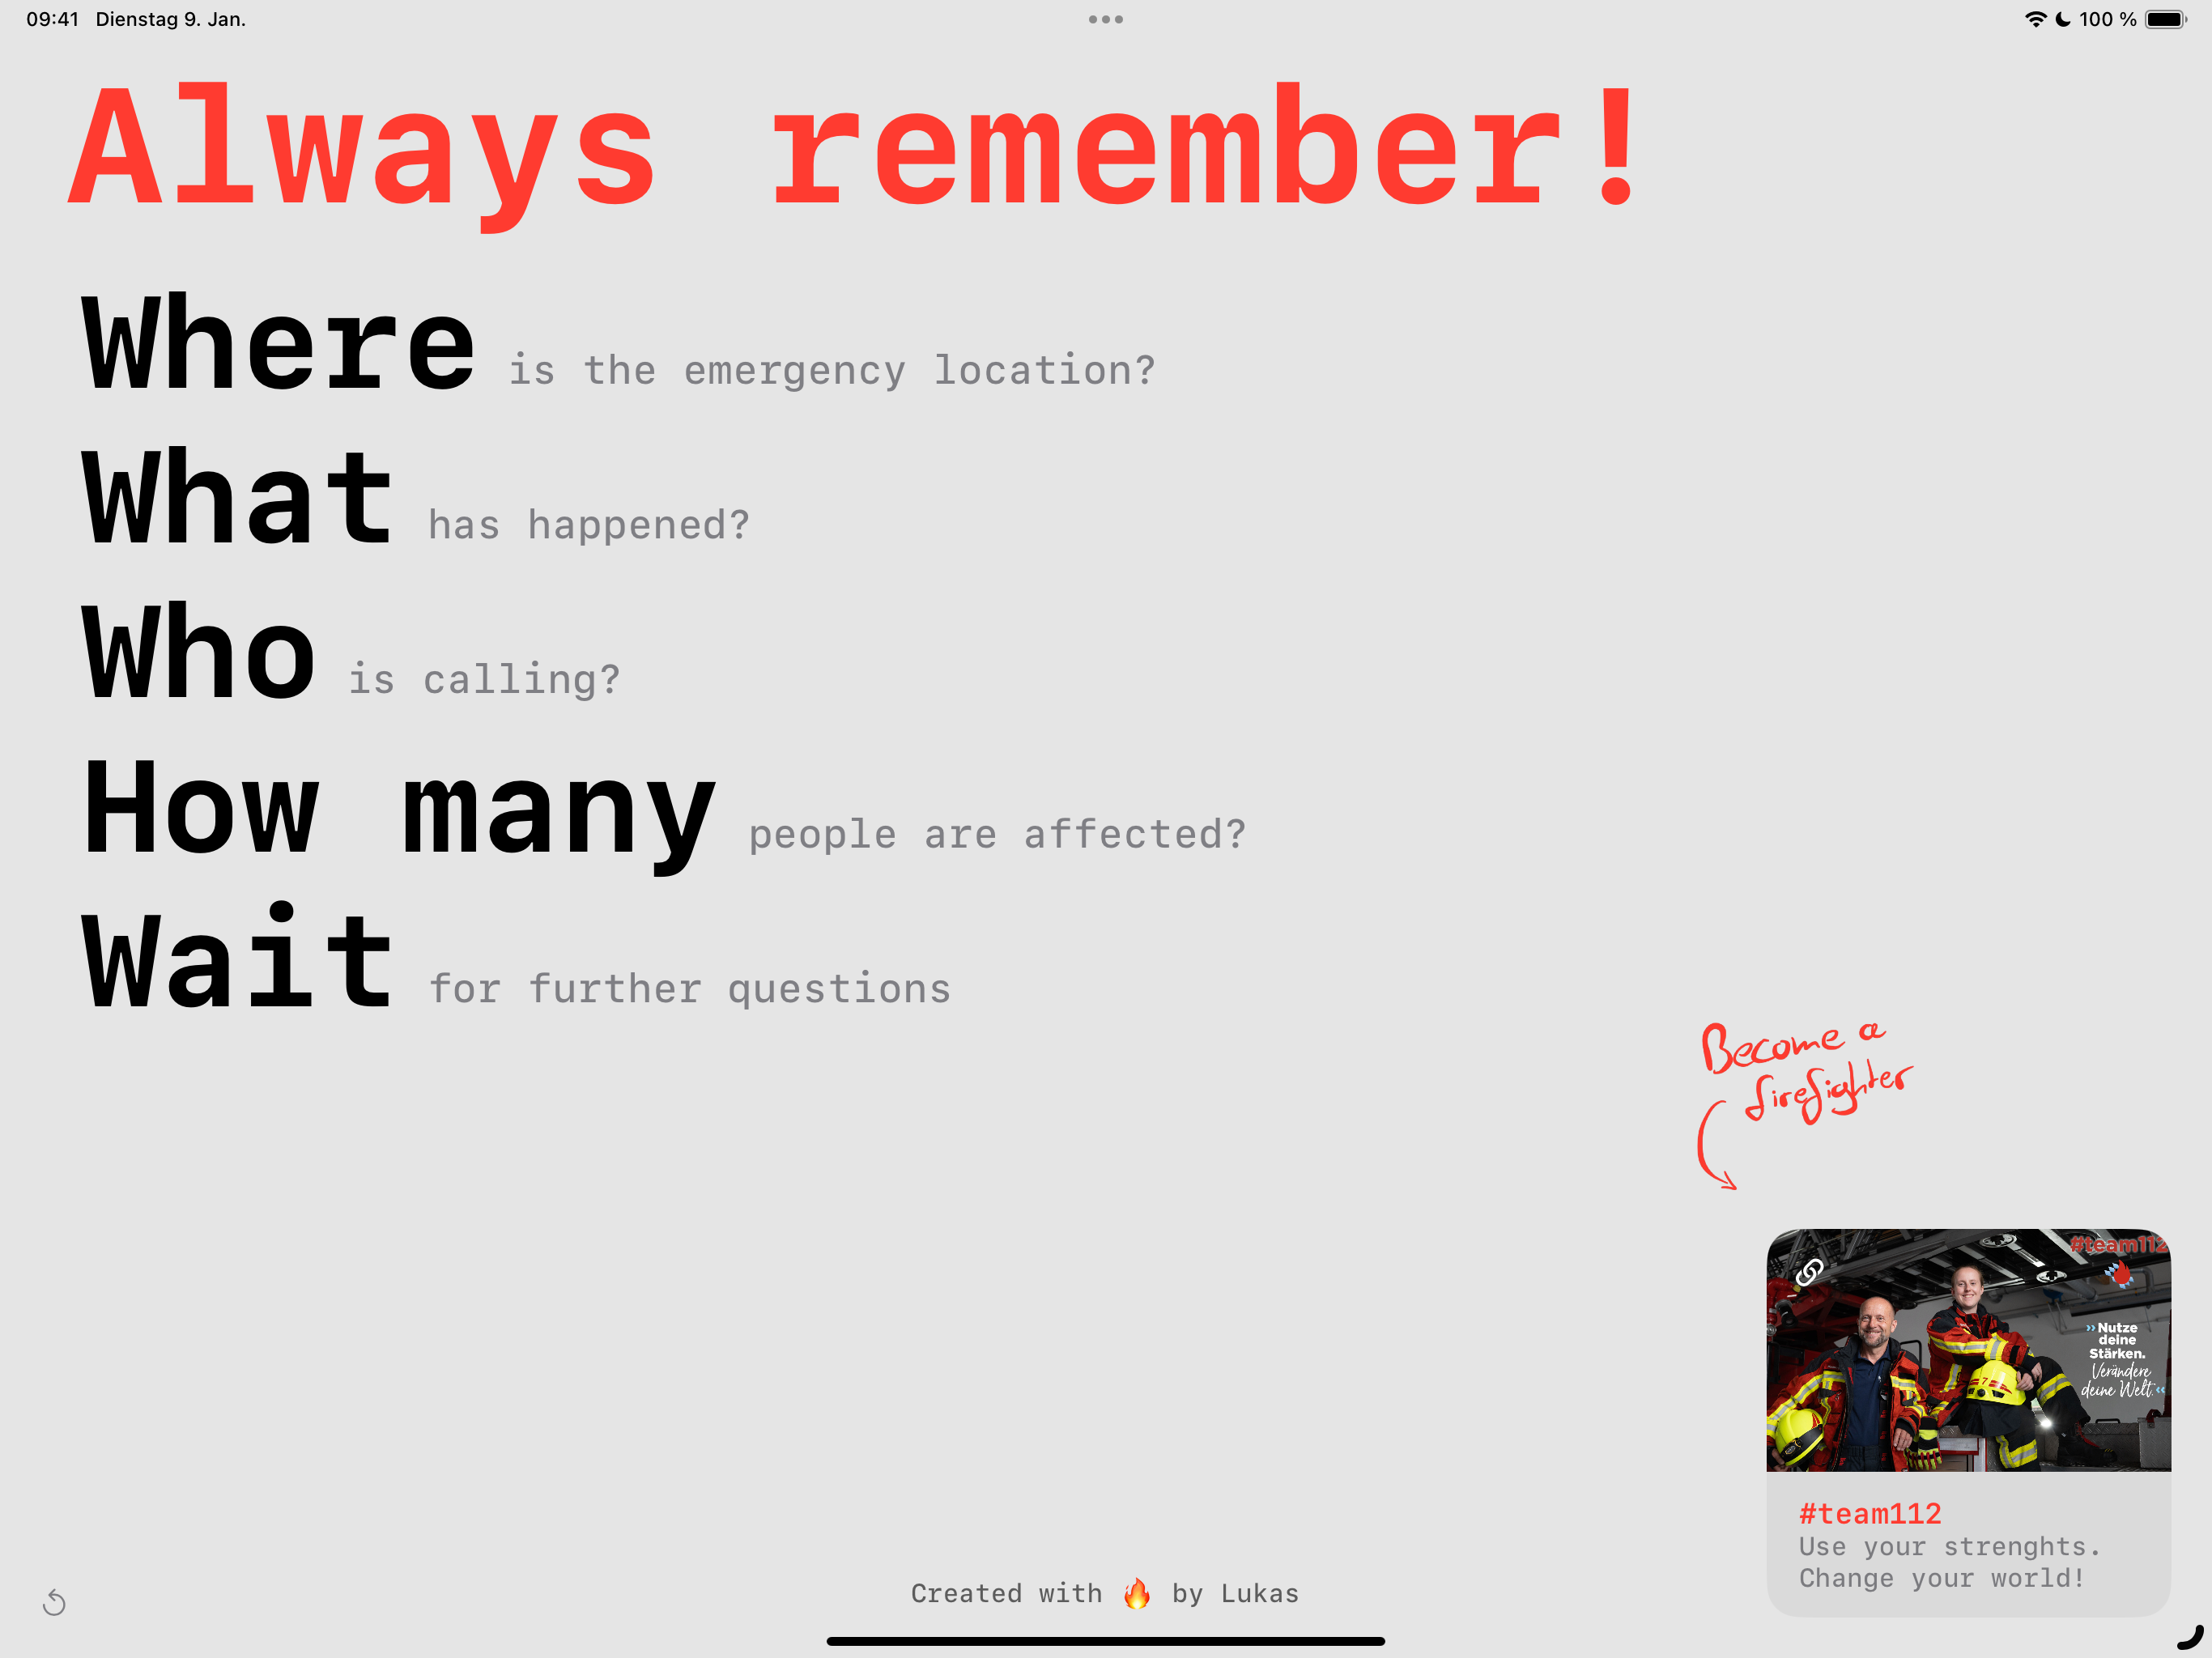 09:41 Dienstag 9. Jan.
100 %
Always remember!
Where is the emergency location?
What has happened?
Who is calling?
How many people are affected?
Wait for further questions
Become a
firefighter
#team112
»Nutze
deine
Stärken.
Verändere
deine Welt.«
#team112
Use your strenghts.
Change your world!
Created with 🔥 by Lukas